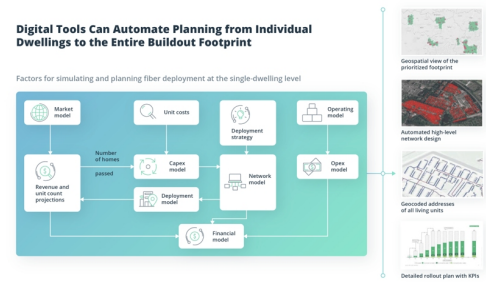 Digital Tools Can Automate Planning from Individual
Dwellings to the Entire Buildout Footprint
Factors for simulating and planning fiber deployment at the single-dwelling level
Market
model
Unit costs
Deployment
strategy
Operating
model
Number
of homes
passed
Revenue and
unit count
projections
Capex
model
Deployment
model
Network
model
Opex
model
Financial
model
Geospatial view of the
prioritized footprint
Automated high-level
network design
Geocoded addresses
of all living units
Detailed rollout plan with KPIs